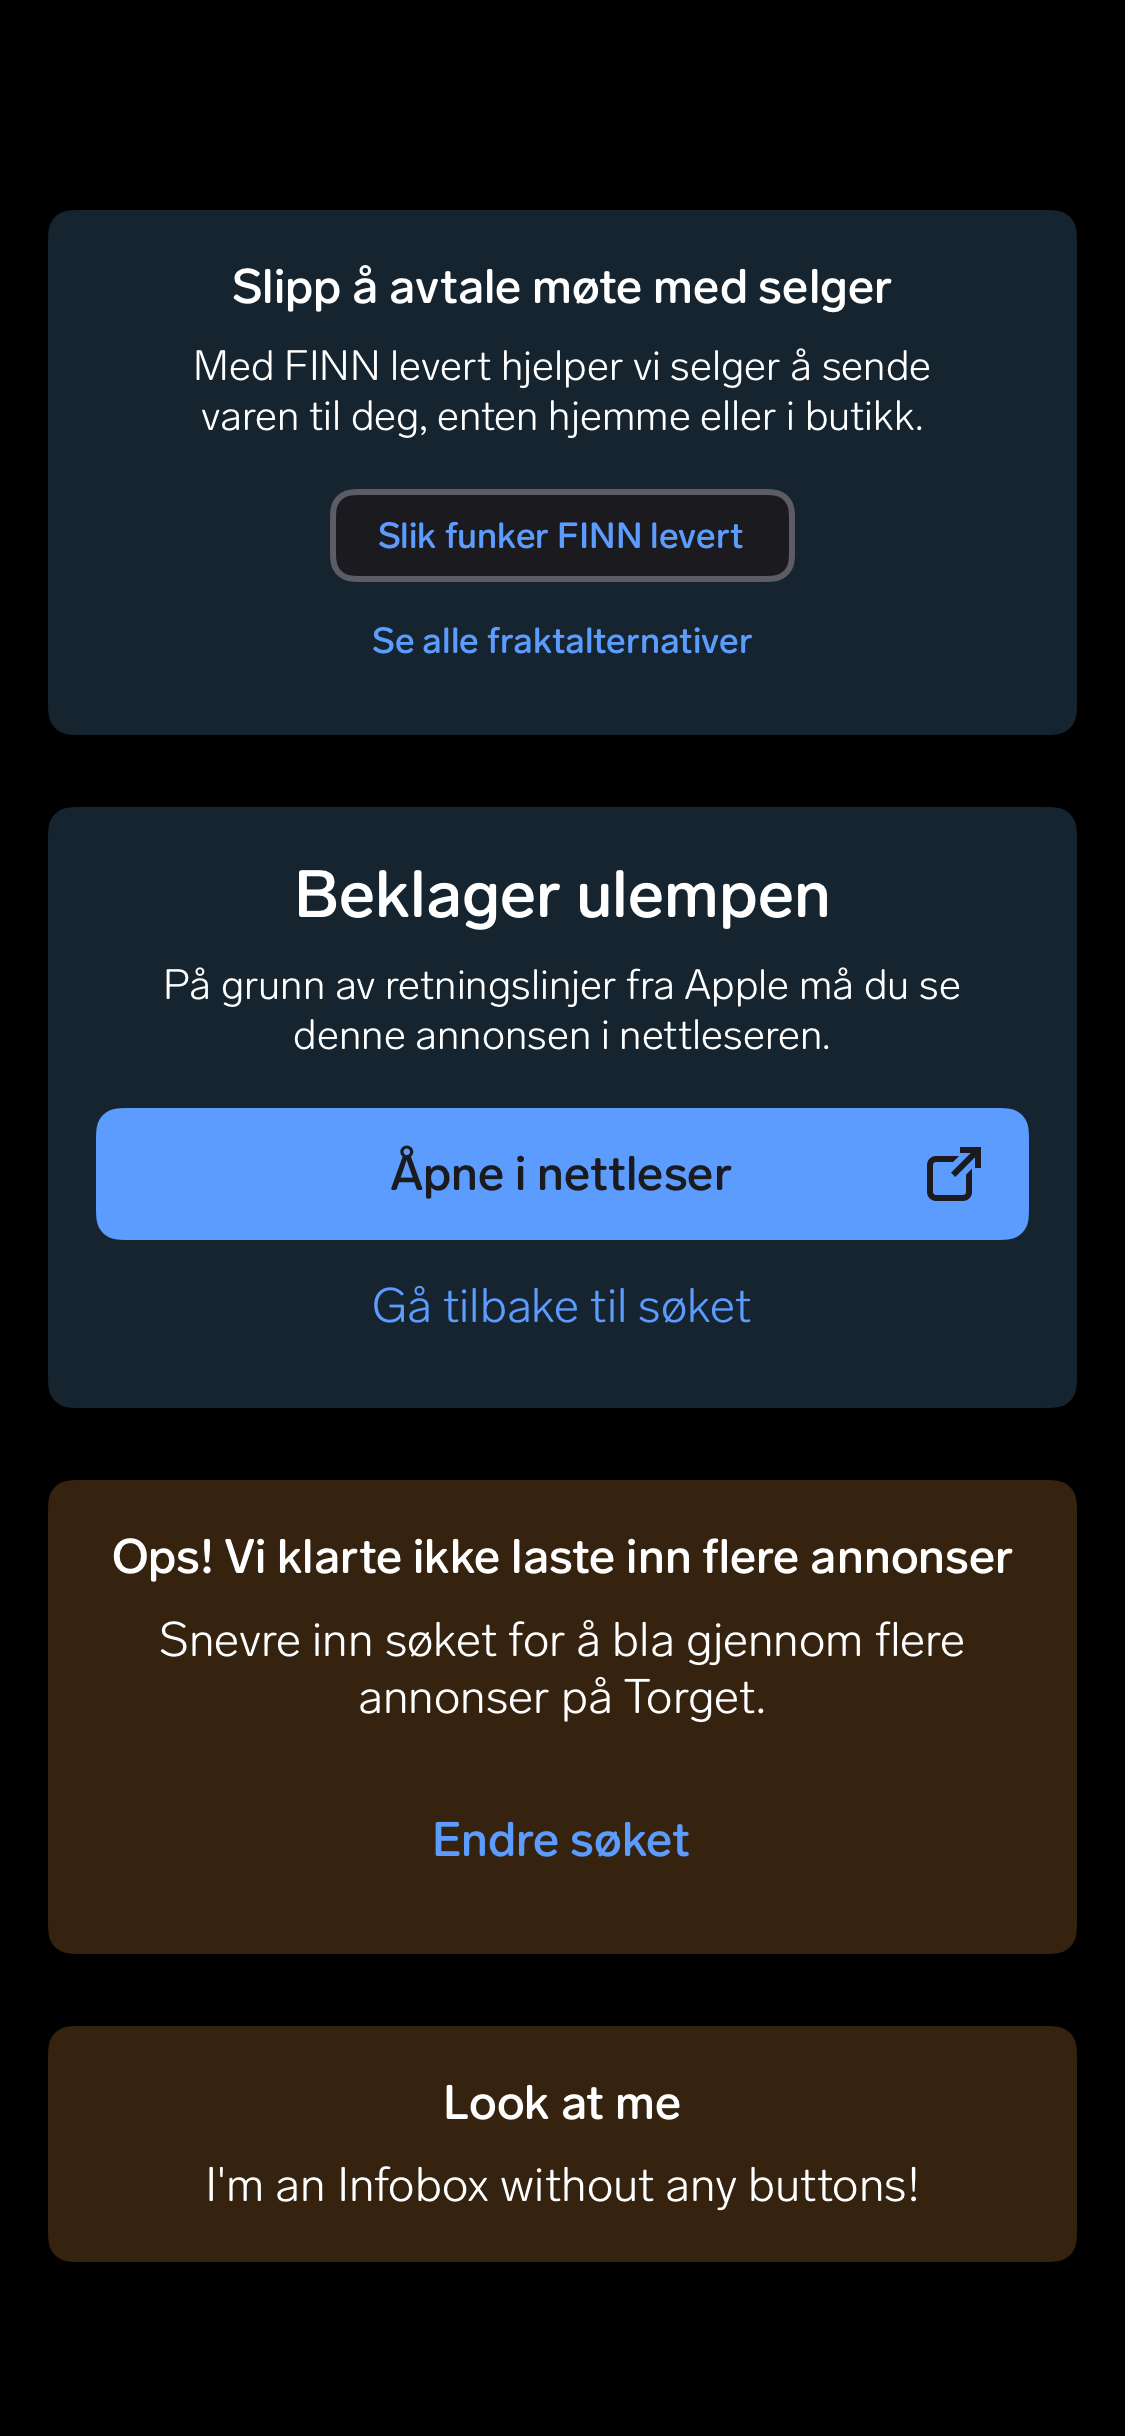 Slipp å avtale møte med selger
Med FINN levert hjelper vi selger å sende
varen til deg, enten hjemme eller i butikk.
Slik funker FINN levert
Se alle fraktalternativer
Beklager ulempen
På grunn av retningslinjer fra Apple må du se
denne annonsen i nettleseren.
Åpne i nettleser
Gå tilbake til søket
Ops! Vi klarte ikke laste inn flere annonser
Snevre inn søket for å bla gjennom flere
annonser på Torget.
Endre søket
Look at me
I'm an Infobox without any buttons!